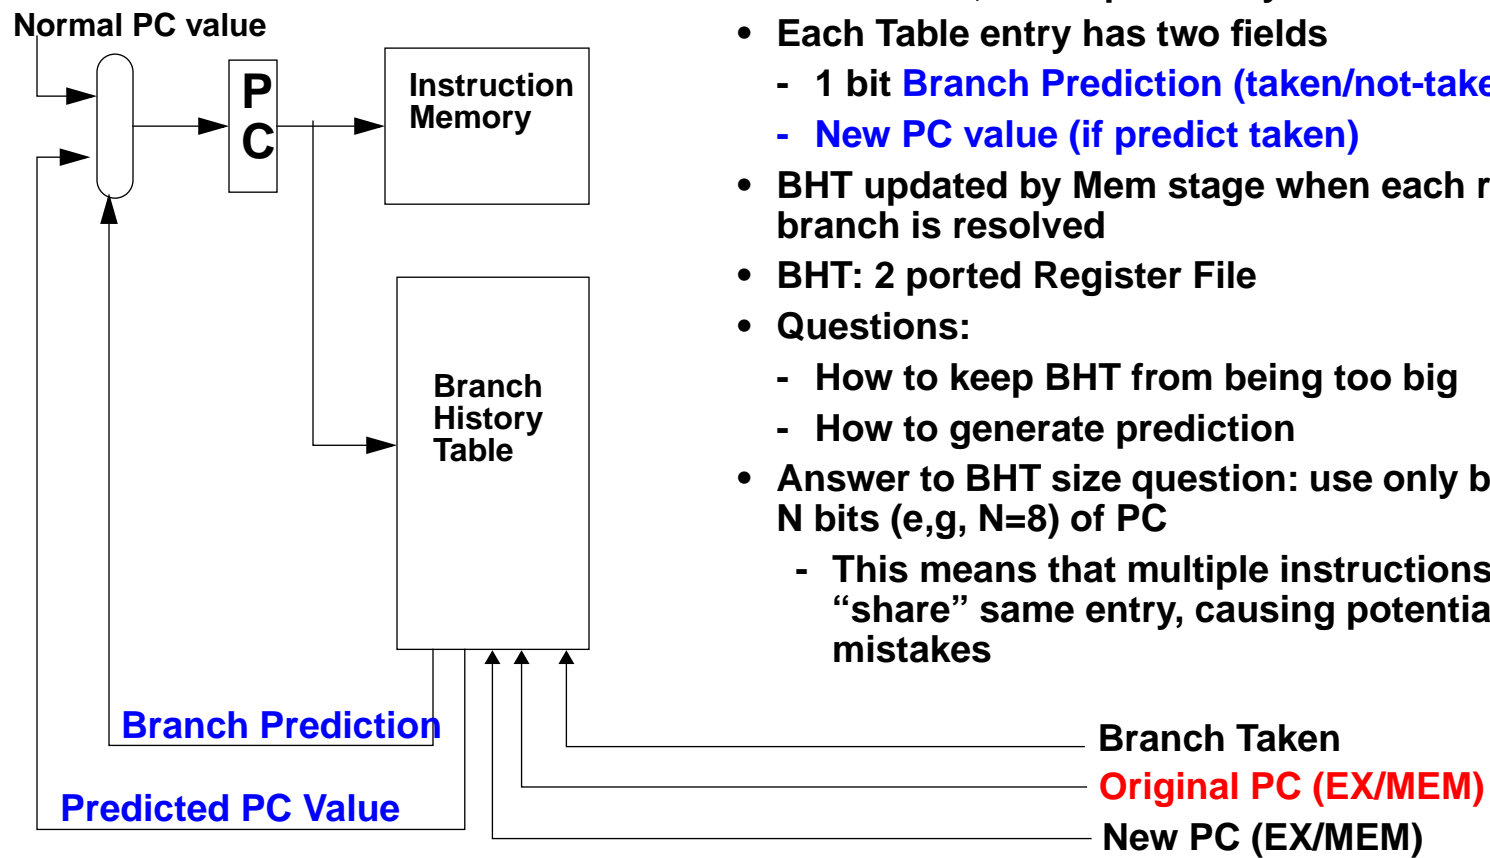 Normal PC value
P
C
Instruction
Memory
Branch
History
Table
Branch Prediction
Predicted PC Value
• Each Table entry has two fields
- 1 bit Branch Prediction (taken/not-take
- New PC value (if predict taken)
• BHT updated by Mem stage when each r
branch is resolved
• BHT: 2 ported Register File
• Questions:
- How to keep BHT from being too big
- How to generate prediction
• Answer to BHT size question: use only b
N bits (e,g, N=8) of PC
- This means that multiple instructions
“share” same entry, causing potentia
mistakes
Branch Taken
Original PC (EX/MEM)
New PC (EX/MEM)